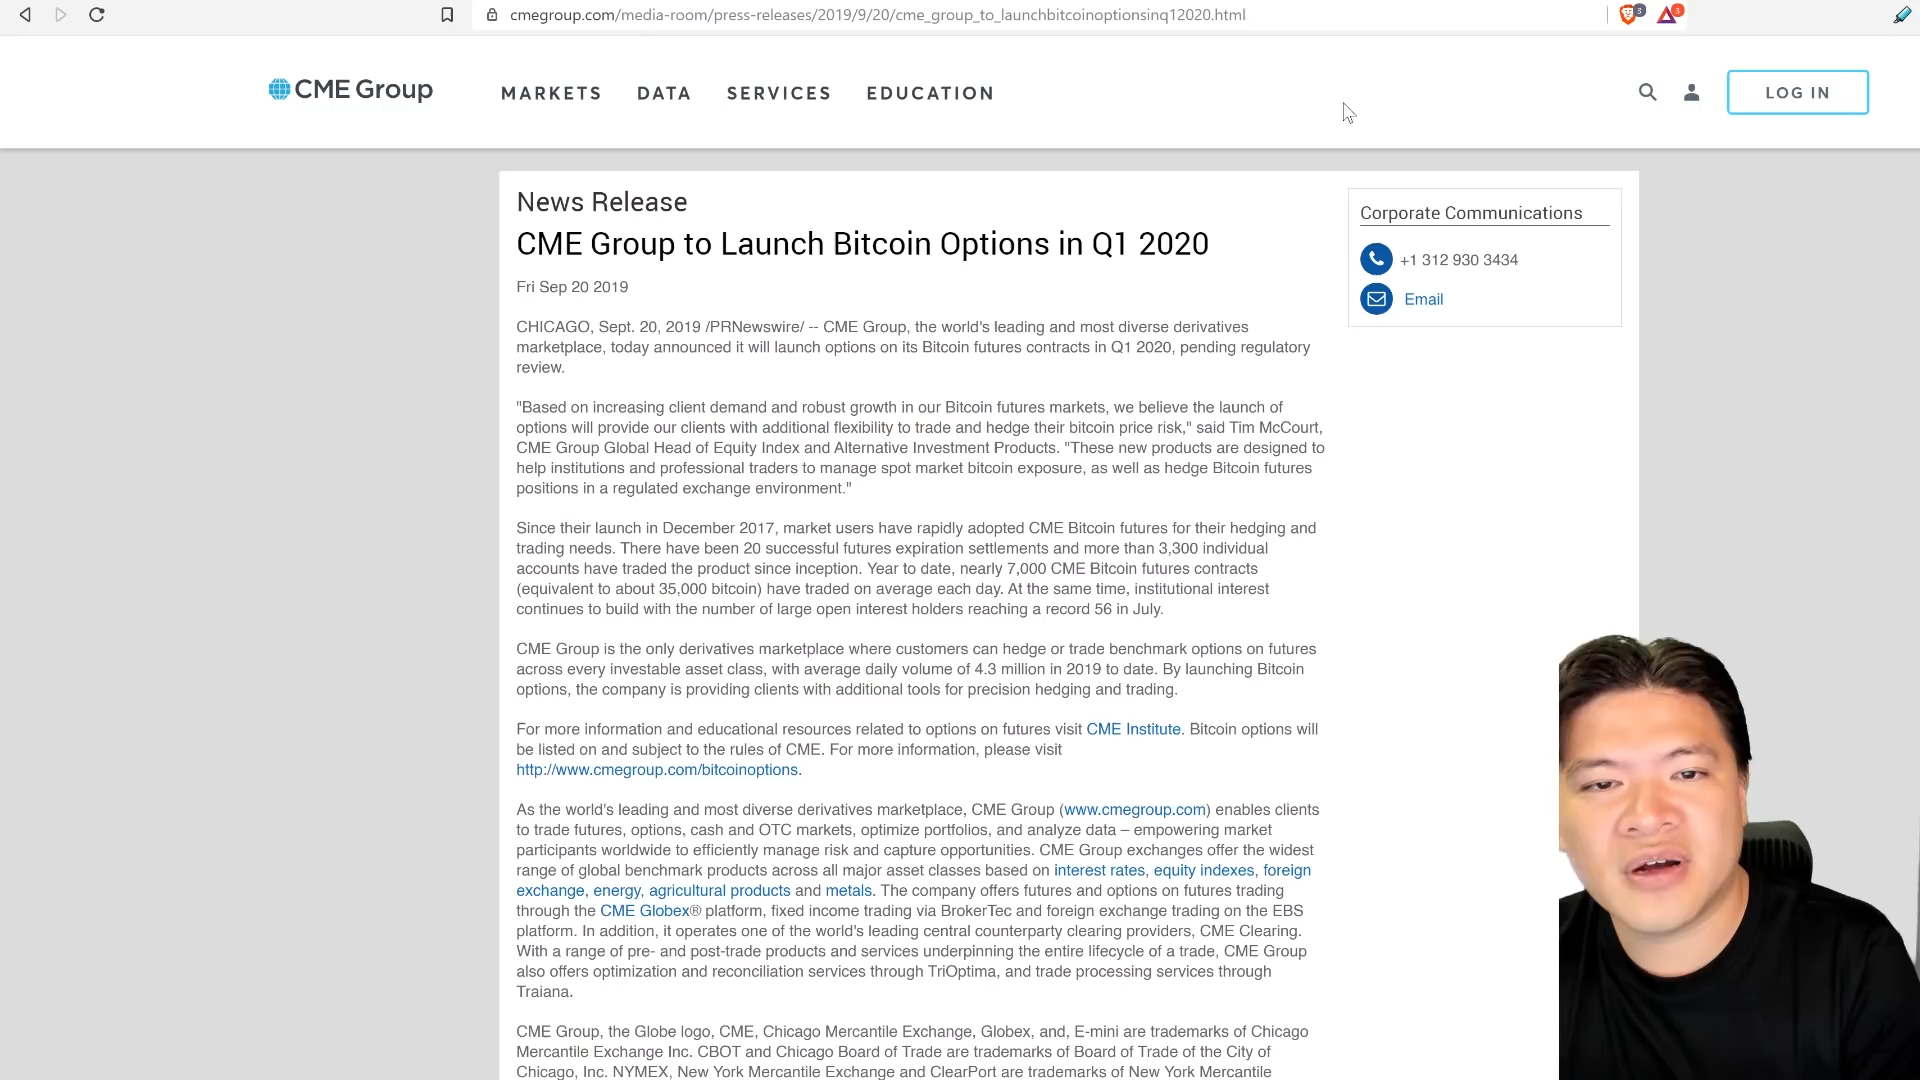 cmegroup.com/media-room/press-releases/2019/9/20/cme_group_to_launchbitcoinoptionsinq12020.html
3
3
CME Group
MARKETS
DATA
SERVICES
EDUCATION
LOG IN
News Release
CME Group to Launch Bitcoin Options in Q1 2020
Fri Sep 20 2019
CHICAGO, Sept. 20, 2019 /PRNewswire/ -- CME Group, the world's leading and most diverse derivatives
marketplace, today announced it will launch options on its Bitcoin futures contracts in Q1 2020, pending regulatory
review.
"Based on increasing client demand and robust growth in our Bitcoin futures markets, we believe the launch of
options will provide our clients with additional flexibility to trade and hedge their bitcoin price risk," said Tim McCourt,
CME Group Global Head of Equity Index and Alternative Investment Products. "These new products are designed to
help institutions and professional traders to manage spot market bitcoin exposure, as well as hedge Bitcoin futures
positions in a regulated exchange environment."
Since their launch in December 2017, market users have rapidly adopted CME Bitcoin futures for their hedging and
trading needs. There have been 20 successful futures expiration settlements and more than 3,300 individual
accounts have traded the product since inception. Year to date, nearly 7,000 CME Bitcoin futures contracts
(equivalent to about 35,000 bitcoin) have traded on average each day. At the same time, institutional interest
continues to build with the number of large open interest holders reaching a record 56 in July.
CME Group is the only derivatives marketplace where customers can hedge or trade benchmark options on futures
across every investable asset class, with average daily volume of 4.3 million in 2019 to date. By launching Bitcoin
options, the company is providing clients with additional tools for precision hedging and trading.
For more information and educational resources related to options on futures visit CME Institute. Bitcoin options will
be listed on and subject to the rules of CME. For more information, please visit
http://www.cmegroup.com/bitcoinoptions.
As the world's leading and most diverse derivatives marketplace, CME Group (www.cmegroup.com) enables clients
to trade futures, options, cash and OTC markets, optimize portfolios, and analyze data – empowering market
participants worldwide to efficiently manage risk and capture opportunities. CME Group exchanges offer the widest
range of global benchmark products across all major asset classes based on interest rates, equity indexes, foreign
exchange, energy, agricultural products and metals. The company offers futures and options on futures trading
through the CME Globex® platform, fixed income trading via BrokerTec and foreign exchange trading on the EBS
platform. In addition, it operates one of the world's leading central counterparty clearing providers, CME Clearing.
With a range of pre- and post-trade products and services underpinning the entire lifecycle of a trade, CME Group
also offers optimization and reconciliation services through TriOptima, and trade processing services through
Traiana.
CME Group, the Globe logo, CME, Chicago Mercantile Exchange, Globex, and, E-mini are trademarks of Chicago
Mercantile Exchange Inc. CBOT and Chicago Board of Trade are trademarks of Board of Trade of the City of
Chicago, Inc. NYMEX, New York Mercantile Exchange and ClearPort are trademarks of New York Mercantile
Corporate Communications
+1 312 930 3434
Email